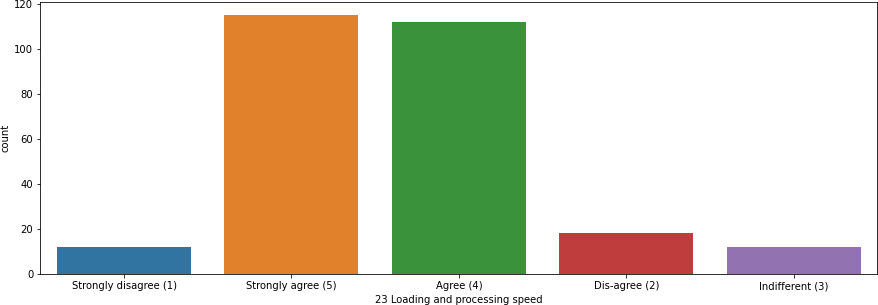 120
100
80
60
40
20
0
count
Strongly disagree (1) Strongly agree (5) Agree (4) Dis-agree (2) Indifferent (3)
23 Loading and processing speed